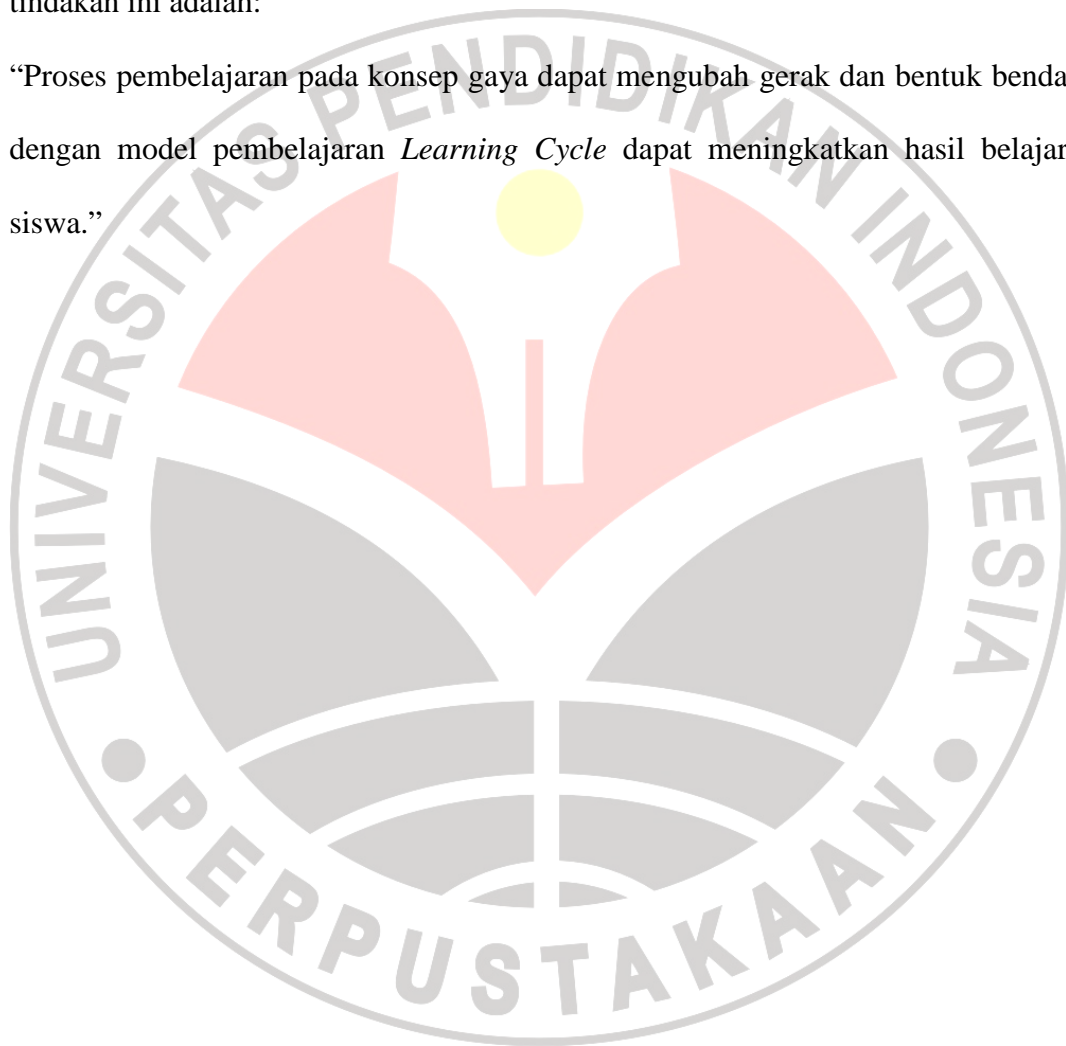 tindakan ini adalah:
“Proses pembelajaran pada konsep gaya dapat mengubah gerak dan bentuk benda
dengan model pembelajaran Learning Cycle dapat meningkatkan hasil belajar
siswa.”
UNIVERSITAS PENDIDIKAN INDONESIA
PERPUSTAKAAN